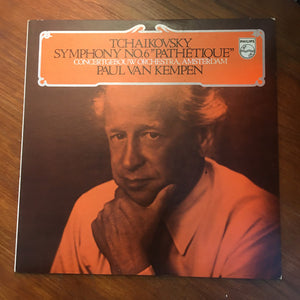 TCHAIKOVSKY
SYMPHONY NO.6 "PATHÉTIQUE"
CONCERTGEBOUW ORCHESTRA, AMSTERDAM
PAUL VAN KEMPEN
PHILIPS